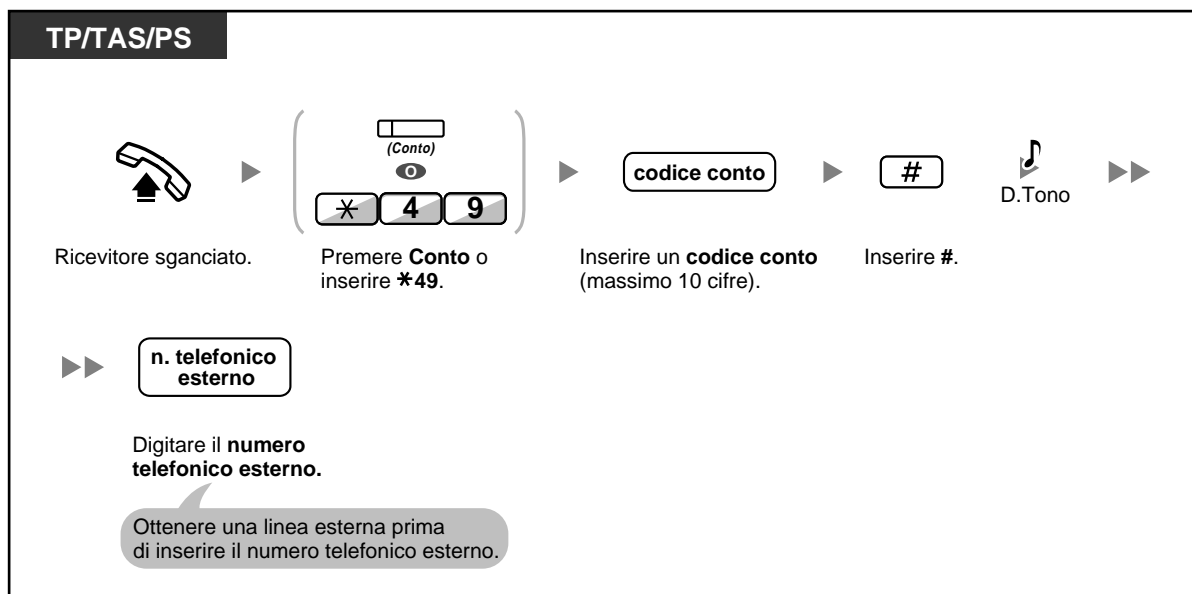 TP/TAS/PS
(Conto)
O
* 4 9
codice conto
#
D.Tono
Ricevitore sganciato.
Premere Conto o
inserire *49.
Inserire un codice conto
(massimo 10 cifre).
Inserire #.
n. telefonico
esterno
Digitare il numero
telefonico esterno.
Ottenere una linea esterna prima
di inserire il numero telefonico esterno.